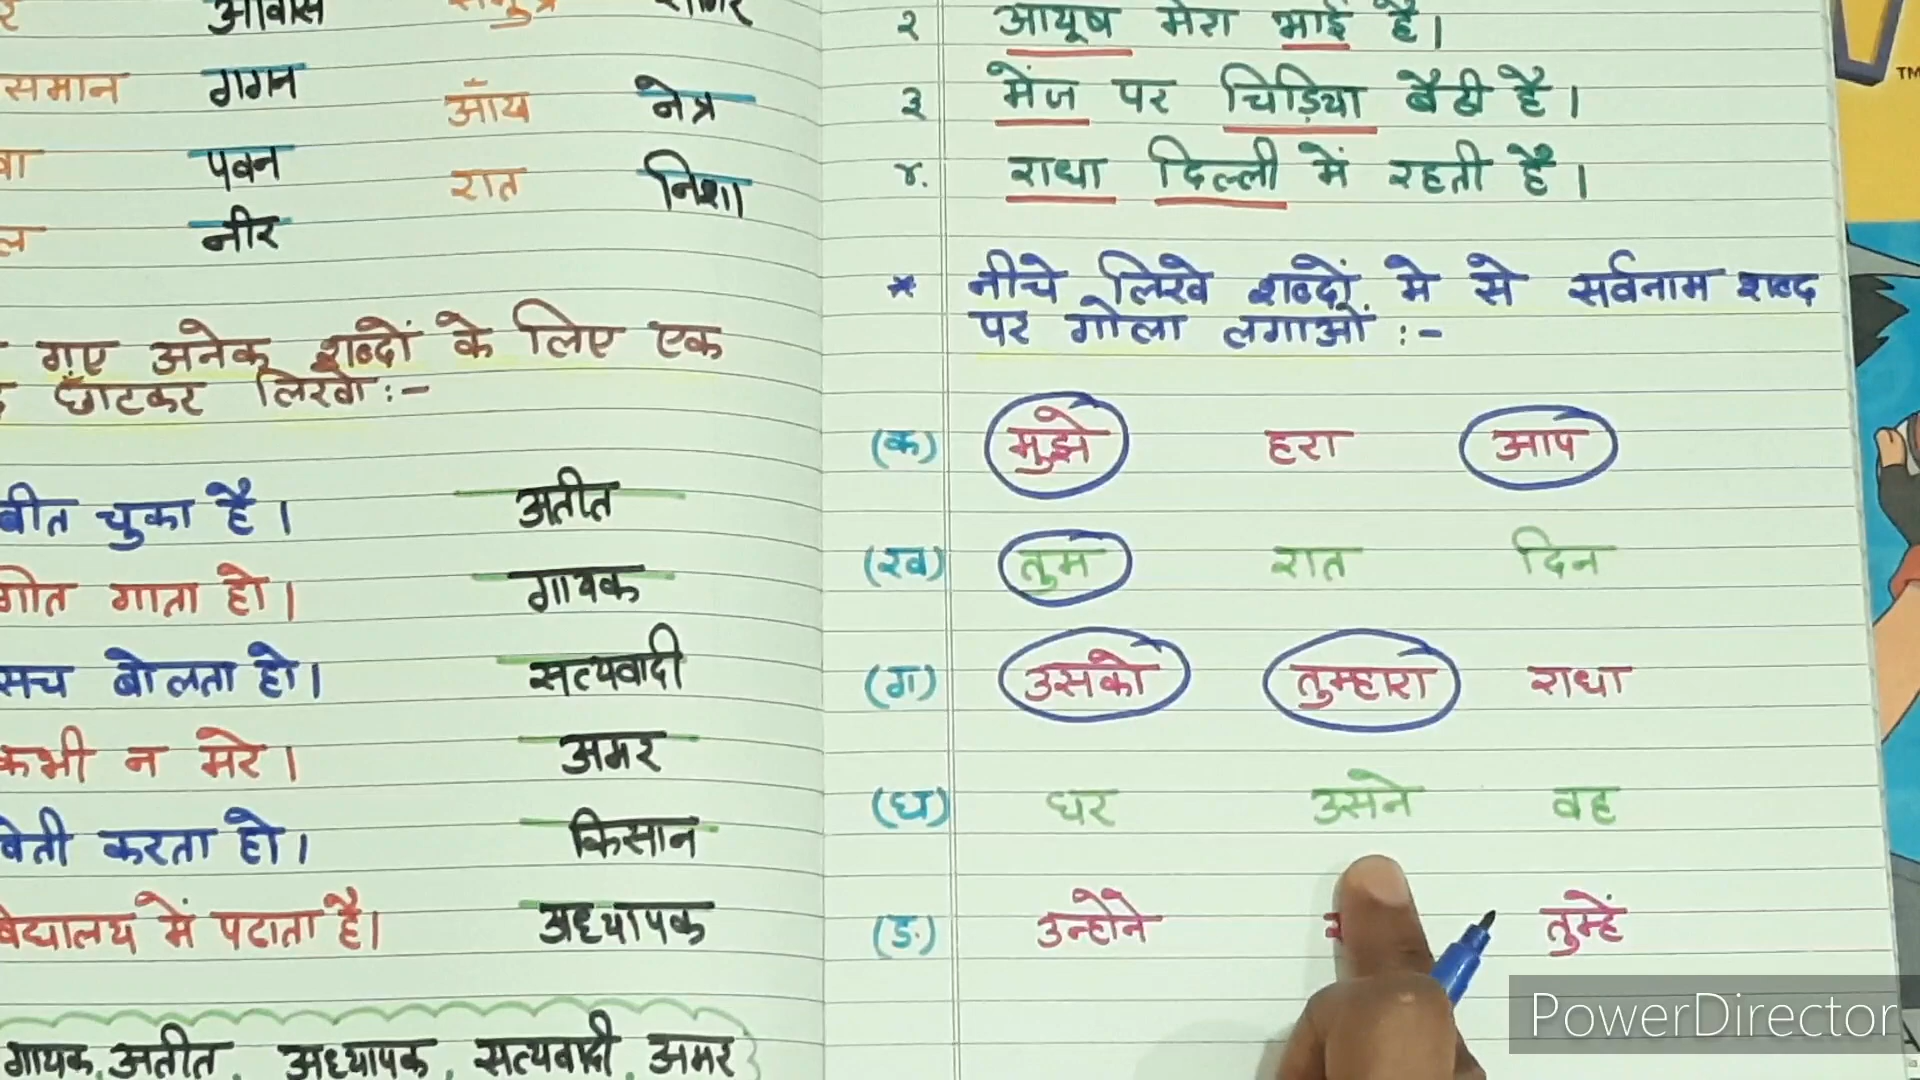 आवास
गगन आँय नेत्र
पवन रात निशा
नीर
गए अनेक शब्दों के लिए एक
छाँटकर लिखो :-
बीत चुका है। अतीत
गीत गाता हो। गायक
सच बोलता हो। सत्यवादी
कभी न मरे। अमर
करता हो। किसान
में पढाता है। अध्यापक
गायक, अतीत, अध्यापक, सत्यवादी, अमर
२ आयूष मेरा भाई है।
३ मेंज पर चिड़िया बैठी है।
४. राधा दिल्ली में रहती है।
* नीचे लिखे शब्दों मे से सर्वनाम शब्द
पर गोला लगाओं :-
(क) मुझे हरा आप
(ख) तुम रात दिन
(ग) उसको तुम्हारा राधा
(घ) घर उसने वह
(ङ) उन्होंने तुम्हें
PowerDirector
TM